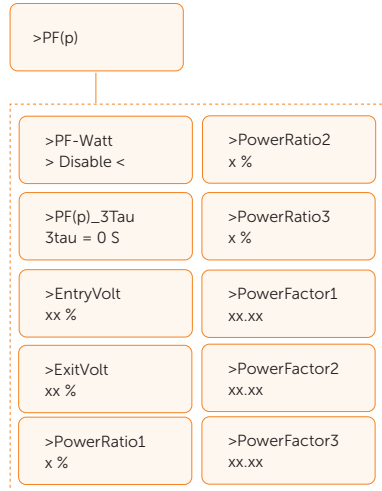 >PF(p)
>PF-Watt
> Disable <
>PF(p)_3Tau
3tau = 0 S
>EntryVolt
xx %
>ExitVolt
xx %
>PowerRatio1
x %
>PowerRatio2
x %
>PowerRatio3
x %
>PowerFactor1
xx.xx
>PowerFactor2
xx.xx
>PowerFactor3
xx.xx